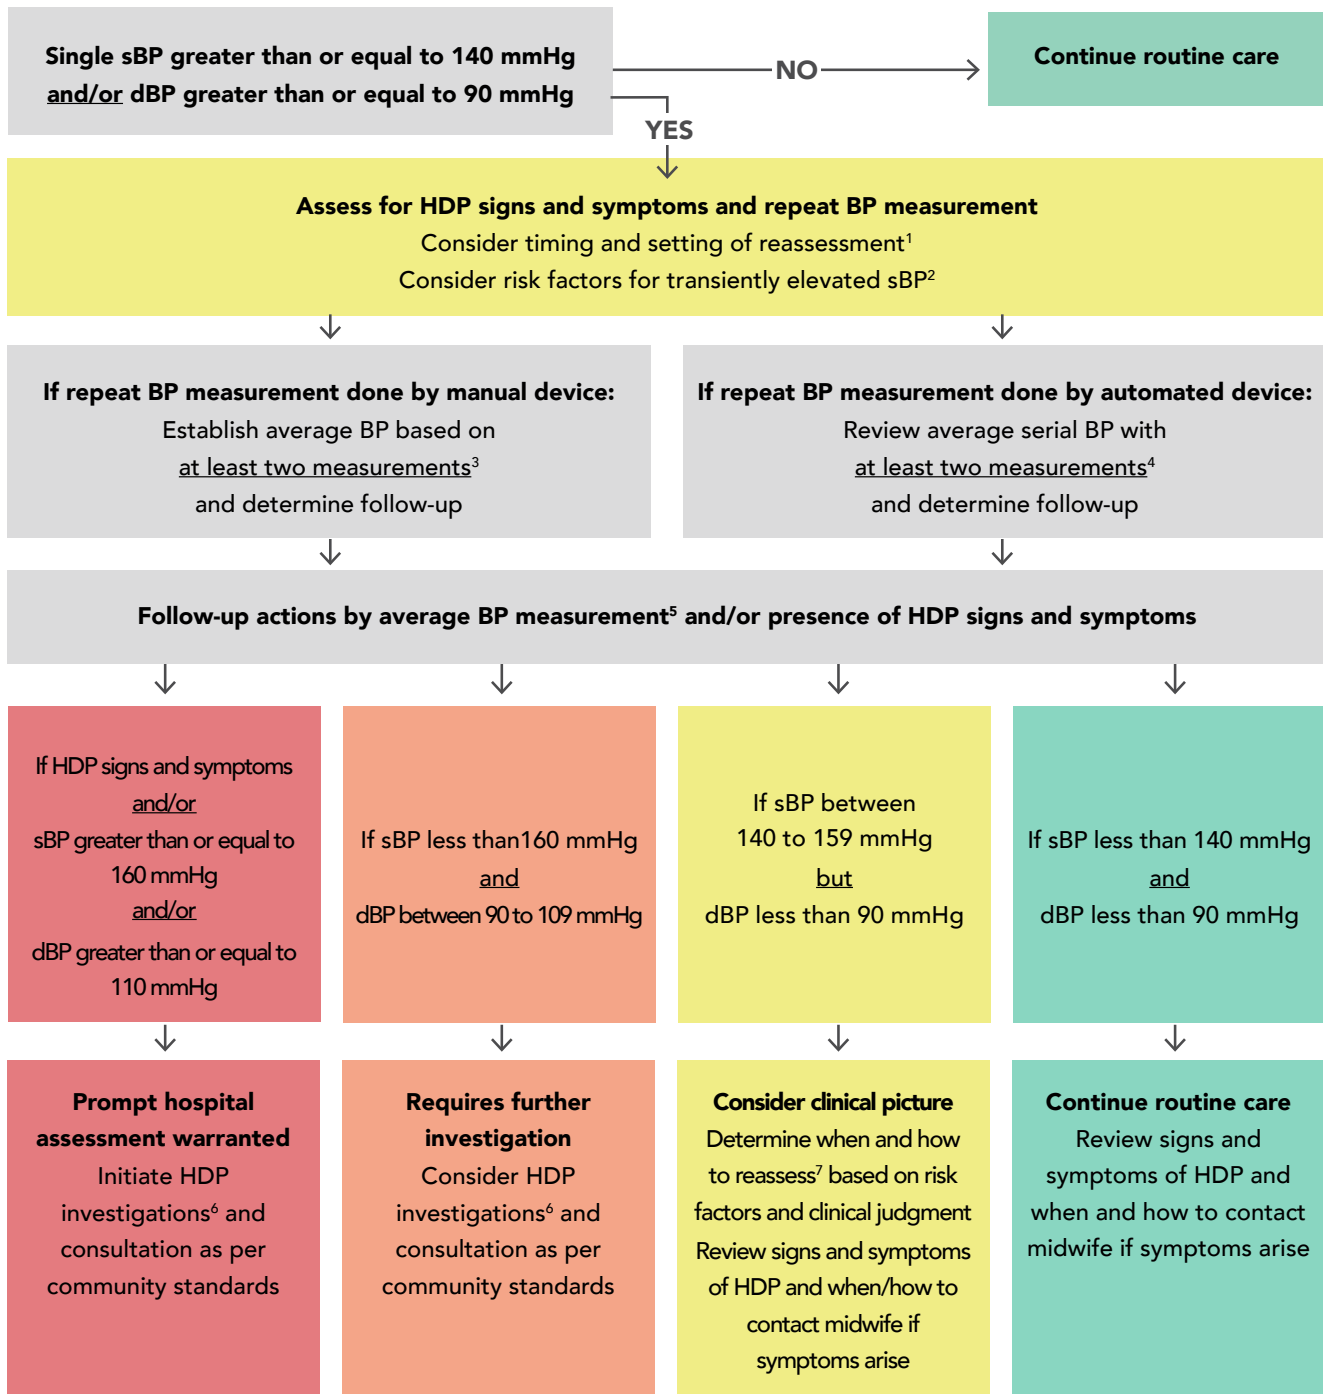 Single sBP greater than or equal to 140 mmHg
and/or dBP greater than or equal to 90 mmHg
NO
Continue routine care
YES
Assess for HDP signs and symptoms and repeat BP measurement
Consider timing and setting of reassessment¹
Consider risk factors for transiently elevated sBP²
If repeat BP measurement done by manual device:
Establish average BP based on
at least two measurements³
and determine follow-up
If repeat BP measurement done by automated device:
Review average serial BP with
at least two measurements⁴
and determine follow-up
Follow-up actions by average BP measurement⁵ and/or presence of HDP signs and symptoms
If HDP signs and symptoms
and/or
sBP greater than or equal to
160 mmHg
and/or
dBP greater than or equal to
110 mmHg
If sBP less than160 mmHg
and
dBP between 90 to 109 mmHg
If sBP between
140 to 159 mmHg
but
dBP less than 90 mmHg
If sBP less than 140 mmHg
and
dBP less than 90 mmHg
Prompt hospital
assessment warranted
Initiate HDP
investigations⁶ and
consultation as per
community standards
Requires further
investigation
Consider HDP
investigations⁶ and
consultation as per
community standards
Consider clinical picture
Determine when and how
to reassess⁷ based on risk
factors and clinical judgment
Review signs and symptoms
of HDP and when/how to
contact midwife if
symptoms arise
Continue routine care
Review signs and
symptoms of HDP and
when and how to contact
midwife if symptoms arise